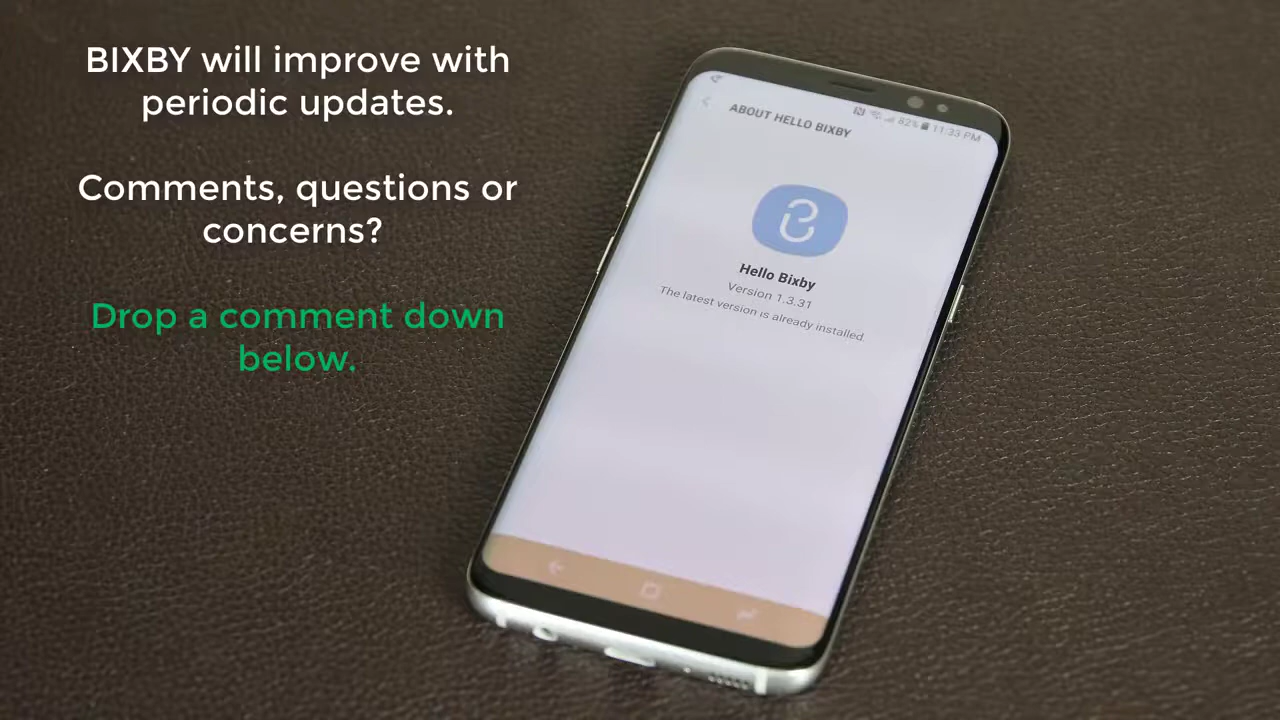 BIXBY will improve with
periodic updates.
Comments, questions or
concerns?
Drop a comment down
below.
82% 11:33 PM
ABOUT HELLO BIXBY
Hello Bixby
Version 1.3.31
The latest version is already installed.